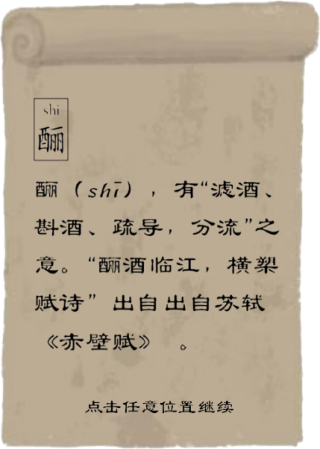 shi
酾
酾（shī），有“滤酒、
斟酒、疏导，分流”之
意。“酾酒临江，横槊
赋诗”出自出自苏轼
《赤壁赋》 。
点击任意位置继续